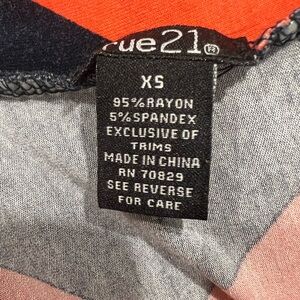 rue21®
XS
95%RAYON
5%SPANDEX
EXCLUSIVE OF
TRIMS
MADE IN CHINA
RN 70829
SEE REVERSE
FOR CARE